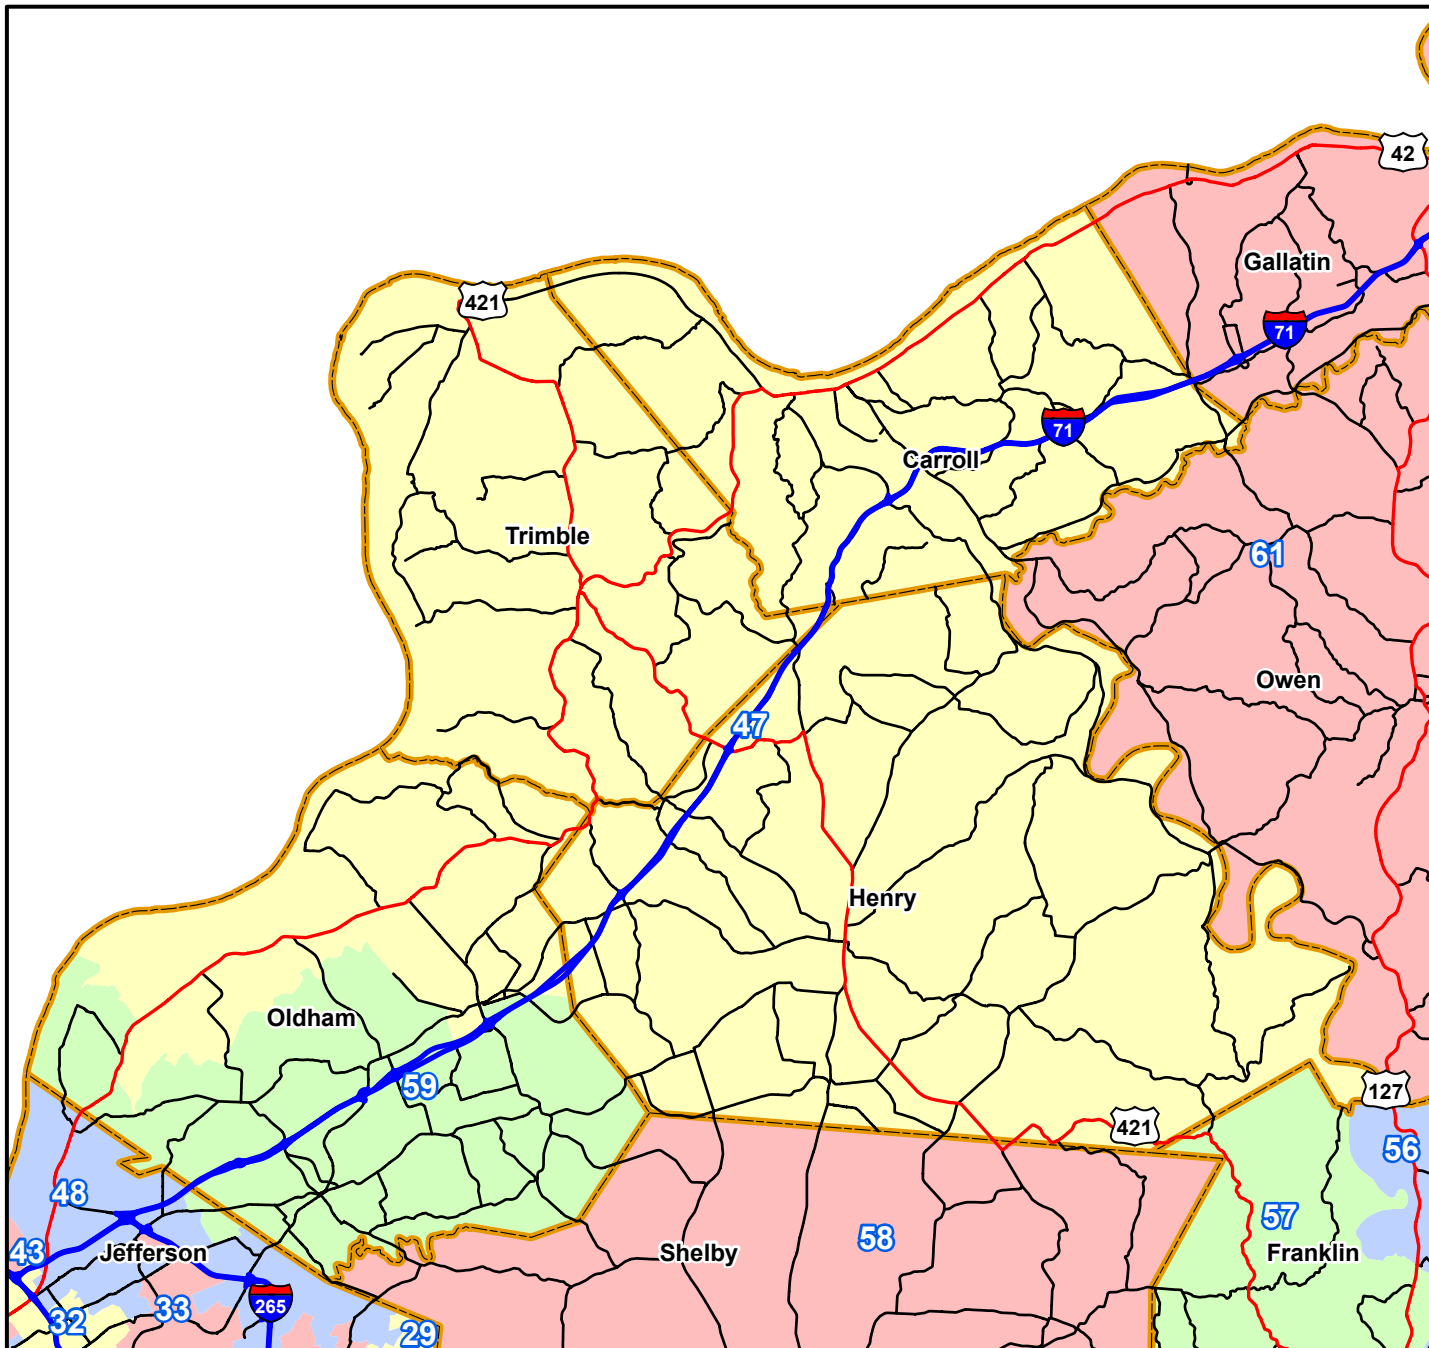 42
Gallatin
421
71
71
Carroll
Trimble
61
Owen
47
Henry
Oldham
59
127
421
56
48
57
58
43
Jefferson
Shelby
Franklin
265
33
32
29